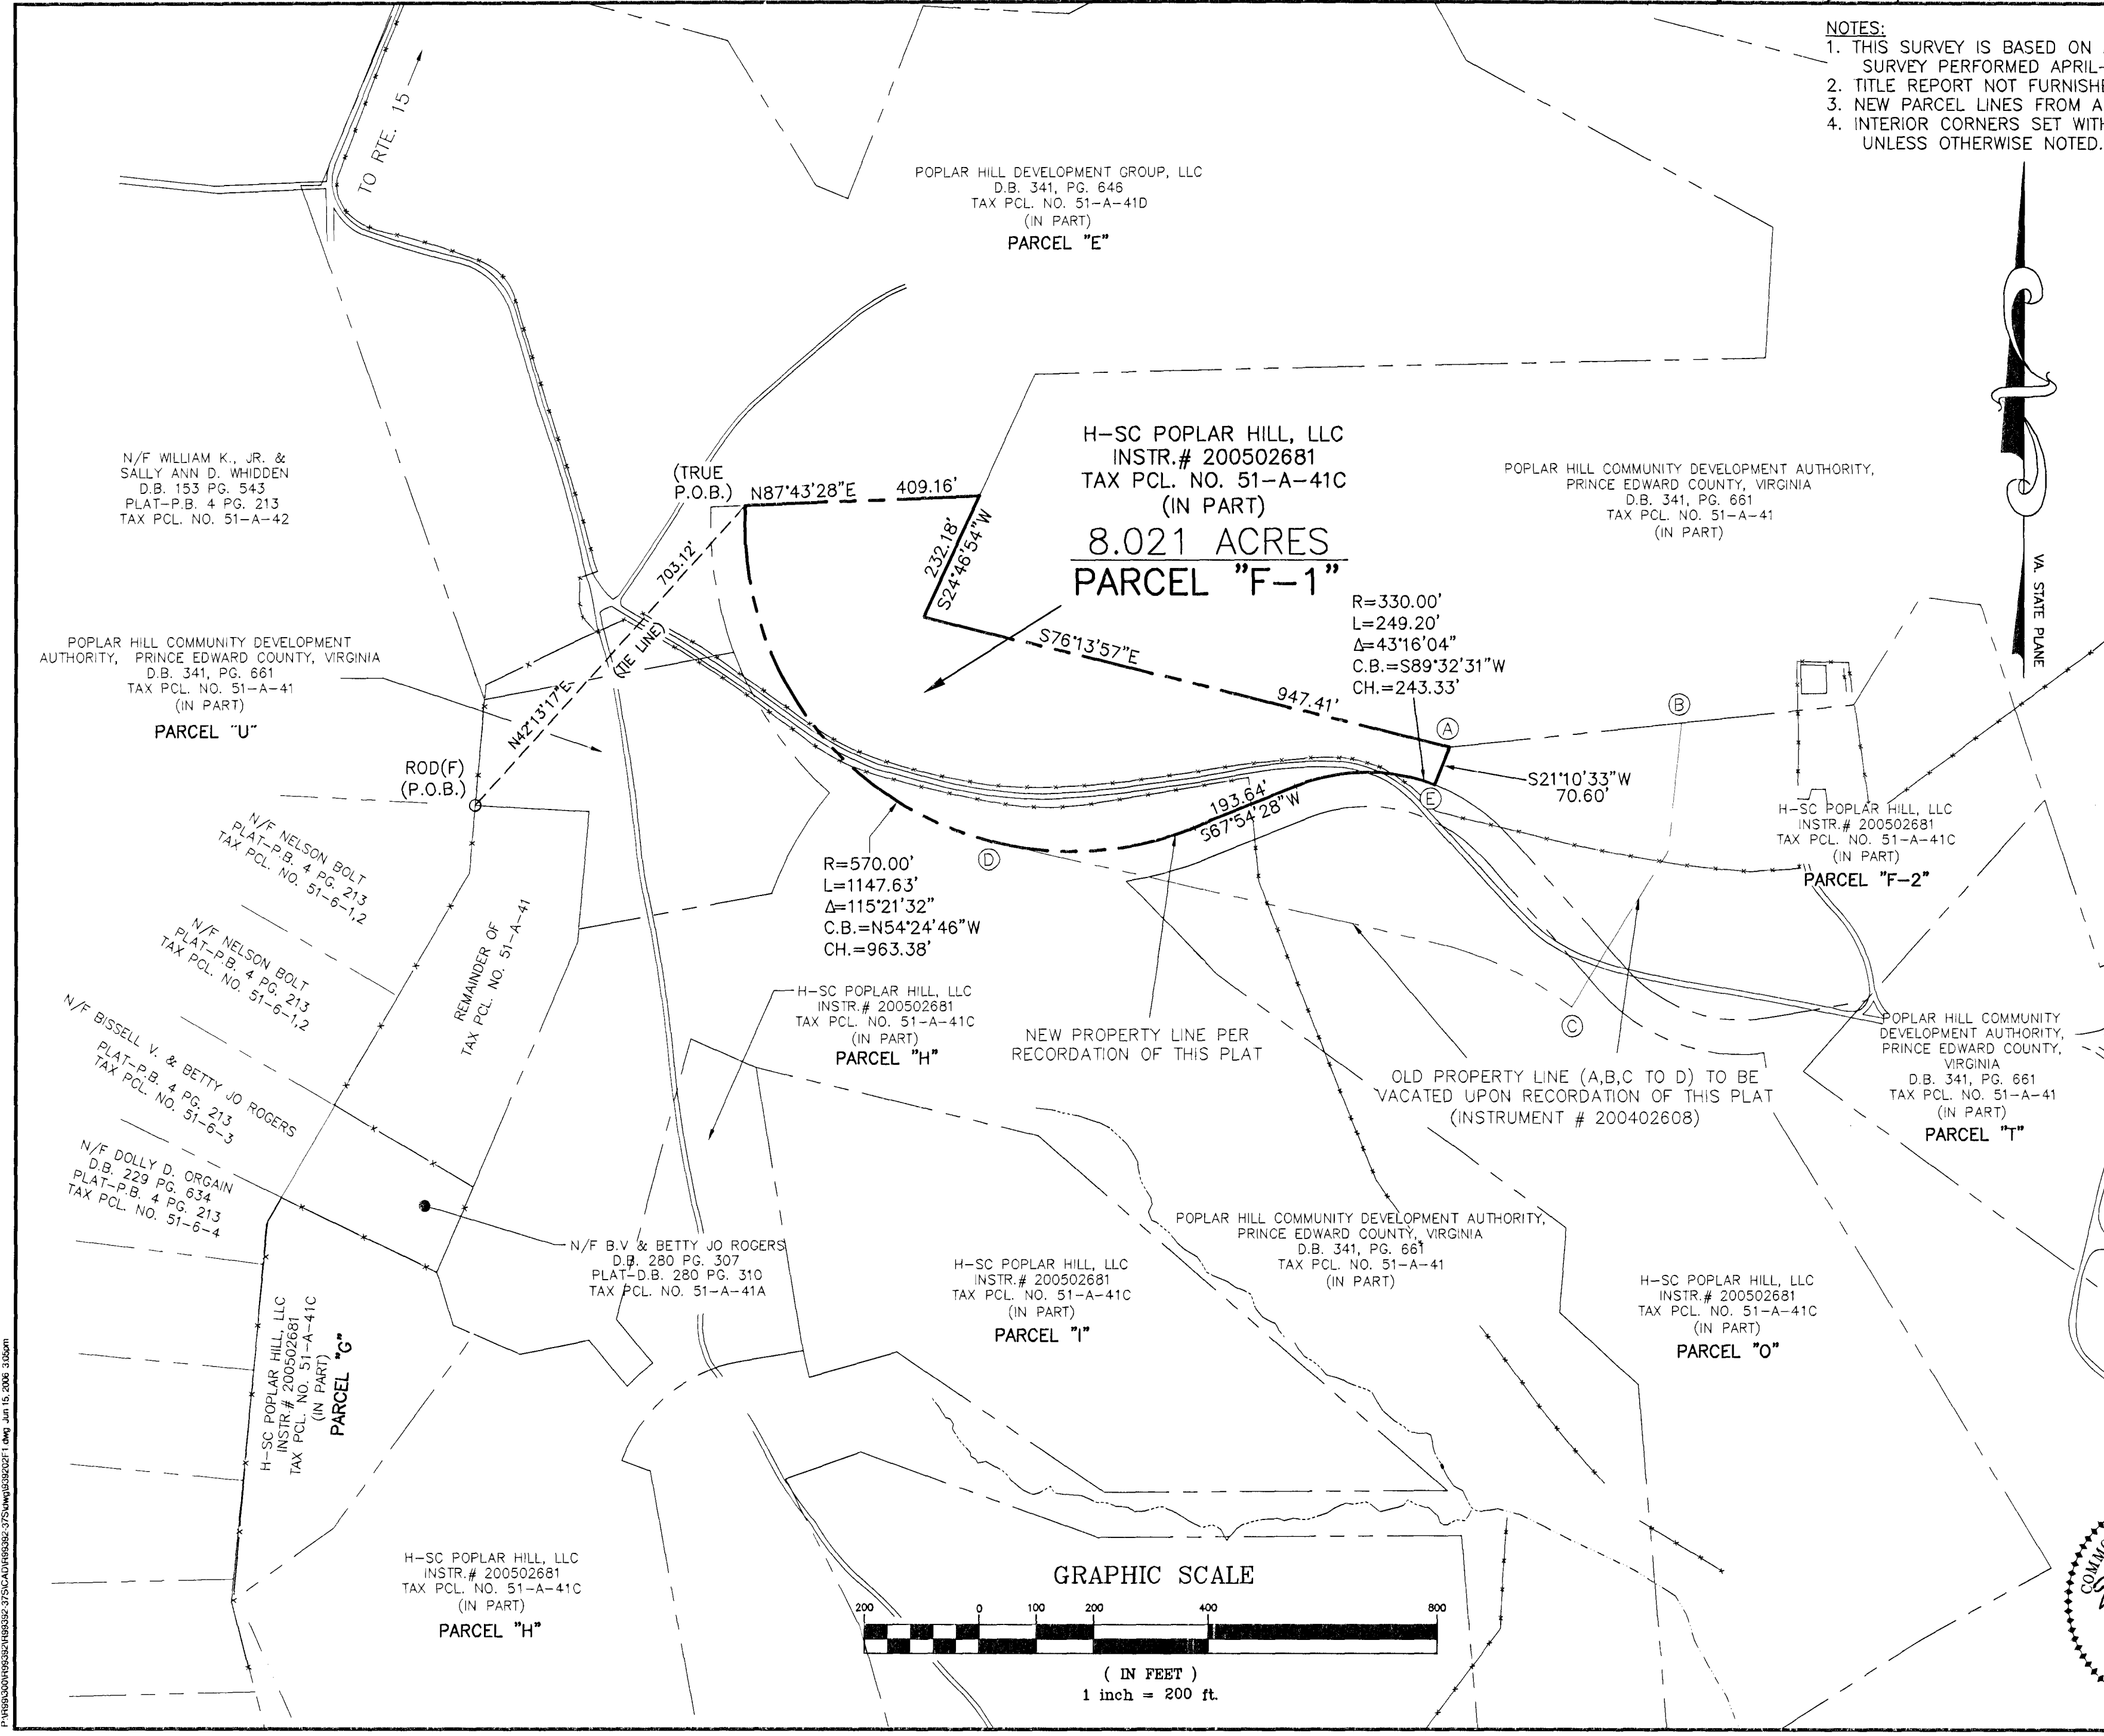 NOTES:
1. THIS SURVEY IS BASED ON
SURVEY PERFORMED APRIL-
2. TITLE REPORT NOT
3. NEW PARCEL LINES FROM A
4. INTERIOR CORNERS SET
UNLESS OTHERWISE NOTED.
TO RTE. 15
POPLAR HILL DEVELOPMENT GROUP, LLC
D.B. 341, PG. 646
TAX PCL. NO. 51-A-41D
(IN PART)
PARCEL "E"
VA. STATE PLANE
N/F WILLIAM K., JR. &
SALLY ANN D. WHIDDEN
D.B. 153 PG. 543
PLAT-P.B. 4 PG. 213
TAX PCL. NO. 51-A-42
(TRUE
P.O.B.)
N87°43'28"E 409.16'
232.18'
S24°46'54"W
703.12'
(TIE LINE)
N42°13'17"E
H-SC POPLAR HILL, LLC
INSTR.# 200502681
TAX PCL. NO. 51-A-41C
(IN PART)
8.021 ACRES
PARCEL "F-1"
POPLAR HILL COMMUNITY DEVELOPMENT AUTHORITY,
PRINCE EDWARD COUNTY, VIRGINIA
D.B. 341, PG. 661
TAX PCL. NO. 51-A-41
(IN PART)
R=330.00'
L=249.20'
Δ=43°16'04"
C.B.=S89°32'31"W
CH.=243.33'
S76°13'57"E
947.41'
POPLAR HILL COMMUNITY DEVELOPMENT
AUTHORITY, PRINCE EDWARD COUNTY, VIRGINIA
D.B. 341, PG. 661
TAX PCL. NO. 51-A-41
(IN PART)
PARCEL "U"
A
B
S21°10'33"W
70.60'
E
193.64'
S67°54'28"W
ROD(F)
(P.O.B.)
D
R=570.00'
L=1147.63'
Δ=115°21'32"
C.B.=N54°24'46"W
CH.=963.38'
H-SC POPLAR HILL, LLC
INSTR.# 200502681
TAX PCL. NO. 51-A-41C
(IN PART)
PARCEL "F-2"
N/F NELSON BOLT
PLAT-P.B. 4 PG. 213
TAX PCL. NO. 51-6-1,2
N/F NELSON BOLT
PLAT-P.B. 4 PG. 213
TAX PCL. NO. 51-6-1,2
REMAINDER OF
TAX PCL. NO. 51-A-41
N/F BISSELL V. & BETTY JO ROGERS
PLAT-P.B. 4 PG. 213
TAX PCL. NO. 51-6-3
N/F DOLLY D. ORGAIN
D.B. 229 PG. 634
PLAT-P.B. 4 PG. 213
TAX PCL. NO. 51-6-4
H-SC POPLAR HILL, LLC
INSTR.# 200502681
TAX PCL. NO. 51-A-41C
(IN PART)
PARCEL "H"
NEW PROPERTY LINE PER
RECORDATION OF THIS PLAT
C
OLD PROPERTY LINE (A,B,C TO D) TO BE
VACATED UPON RECORDATION OF THIS PLAT
(INSTRUMENT # 200402608)
POPLAR HILL COMMUNITY
DEVELOPMENT AUTHORITY,
PRINCE EDWARD COUNTY,
VIRGINIA
D.B. 341, PG. 661
TAX PCL. NO. 51-A-41
(IN PART)
PARCEL "T"
N/F B.V & BETTY JO ROGERS
D.B. 280 PG. 307
PLAT-D.B. 280 PG. 310
TAX PCL. NO. 51-A-41A
POPLAR HILL COMMUNITY DEVELOPMENT AUTHORITY,
PRINCE EDWARD COUNTY, VIRGINIA
D.B. 341, PG. 661
TAX PCL. NO. 51-A-41
(IN PART)
H-SC POPLAR HILL, LLC
INSTR.# 200502681
TAX PCL. NO. 51-A-41C
(IN PART)
PARCEL "I"
H-SC POPLAR HILL, LLC
INSTR.# 200502681
TAX PCL. NO. 51-A-41C
(IN PART)
PARCEL "O"
H-SC POPLAR HILL, LLC
INSTR.# 200502681
TAX PCL. NO. 51-A-41C
(IN PART)
PARCEL "G"
H-SC POPLAR HILL, LLC
INSTR.# 200502681
TAX PCL. NO. 51-A-41C
(IN PART)
PARCEL "H"
GRAPHIC SCALE
200 0 100 200 400 800
( IN FEET )
1 inch = 200 ft.
Jun 15, 2006 3:05pm